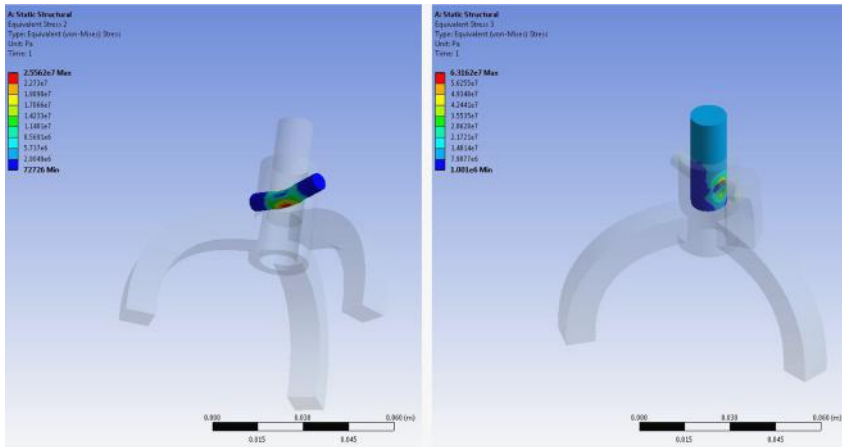 A: Static Structural
Equivalent Stress 2
Type: Equivalent (von-Mises) Stress
Unit: Pa
Time: 1
2.5562e7 Max
2.273e7
1.9898e7
1.7066e7
1.4233e7
1.1401e7
8.5691e6
5.737e6
2.9048e6
72726 Min
0.000
0.030
0.060 (m)
0.015
0.045
A: Static Structural
Equivalent Stress 3
Type: Equivalent (von-Mises) Stress
Unit: Pa
Time: 1
6.3162e7 Max
5.6255e7
4.9348e7
4.2441e7
3.5535e7
2.8628e7
2.1721e7
1.4814e7
7.9077e6
1.001e6 Min
0.000
0.030
0.060 (m)
0.015
0.045